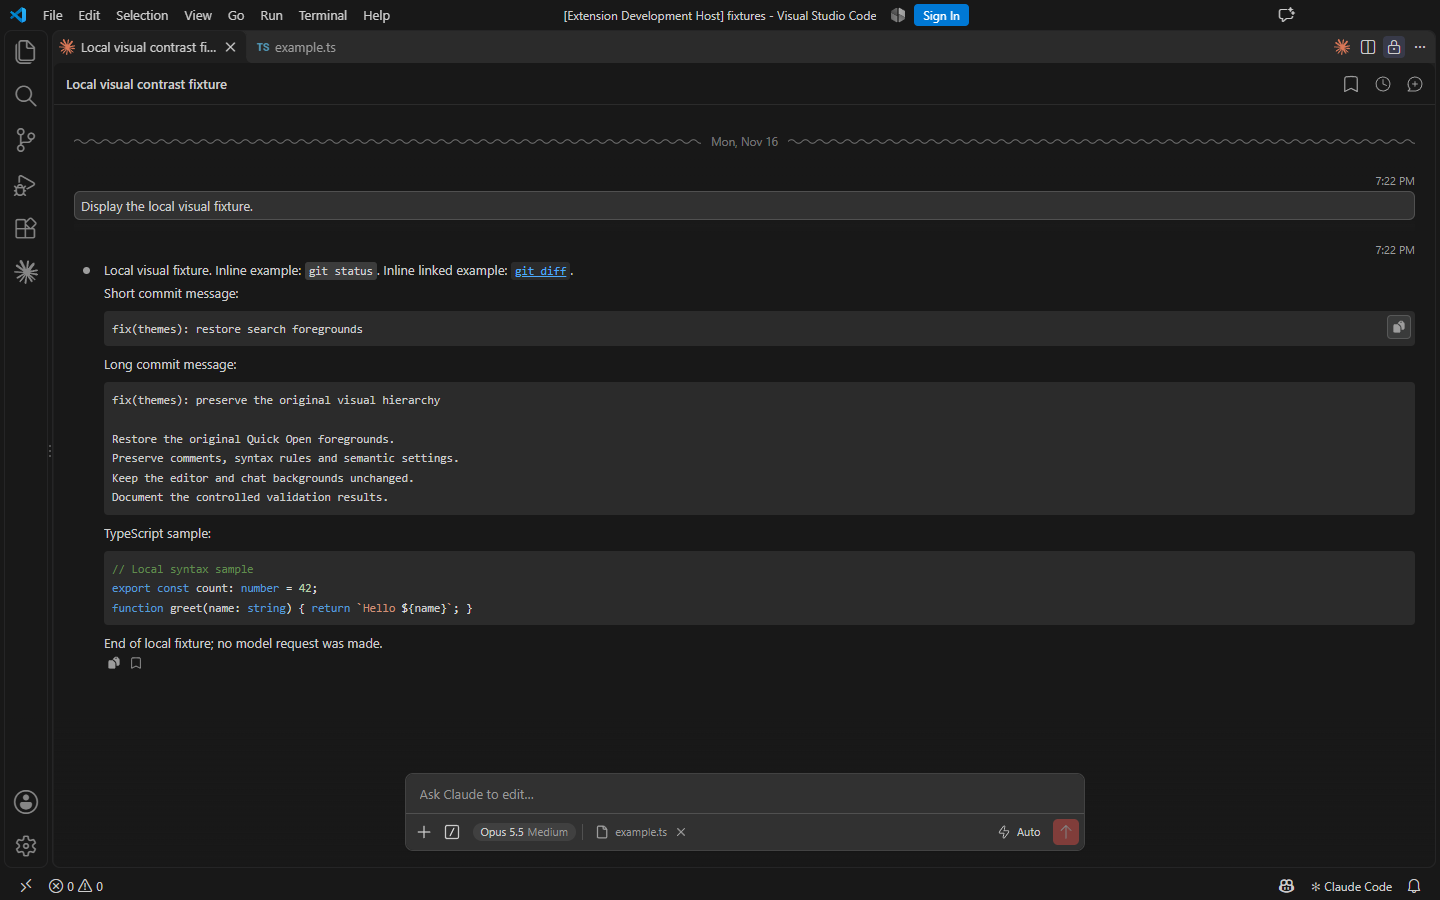 File Edit Selection View Go Run Terminal Help
[Extension Development Host] fixtures - Visual Studio Code
Sign In
Local visual contrast fi...
TS example.ts
Local visual contrast fixture
Mon, Nov 16
7:22 PM
Display the local visual fixture.
7:22 PM
Local visual fixture. Inline example: git status. Inline linked example: git diff.
Short commit message:
fix(themes): restore search foregrounds
Long commit message:
fix(themes): preserve the original visual hierarchy
Restore the original Quick Open foregrounds.
Preserve comments, syntax rules and semantic settings.
Keep the editor and chat backgrounds unchanged.
Document the controlled validation results.
TypeScript sample:
// Local syntax sample
export const count: number = 42;
function greet(name: string) { return `Hello ${name}`; }
End of local fixture; no model request was made.
Ask Claude to edit...
Opus 5.5 Medium
example.ts
Auto
0 0
Claude Code